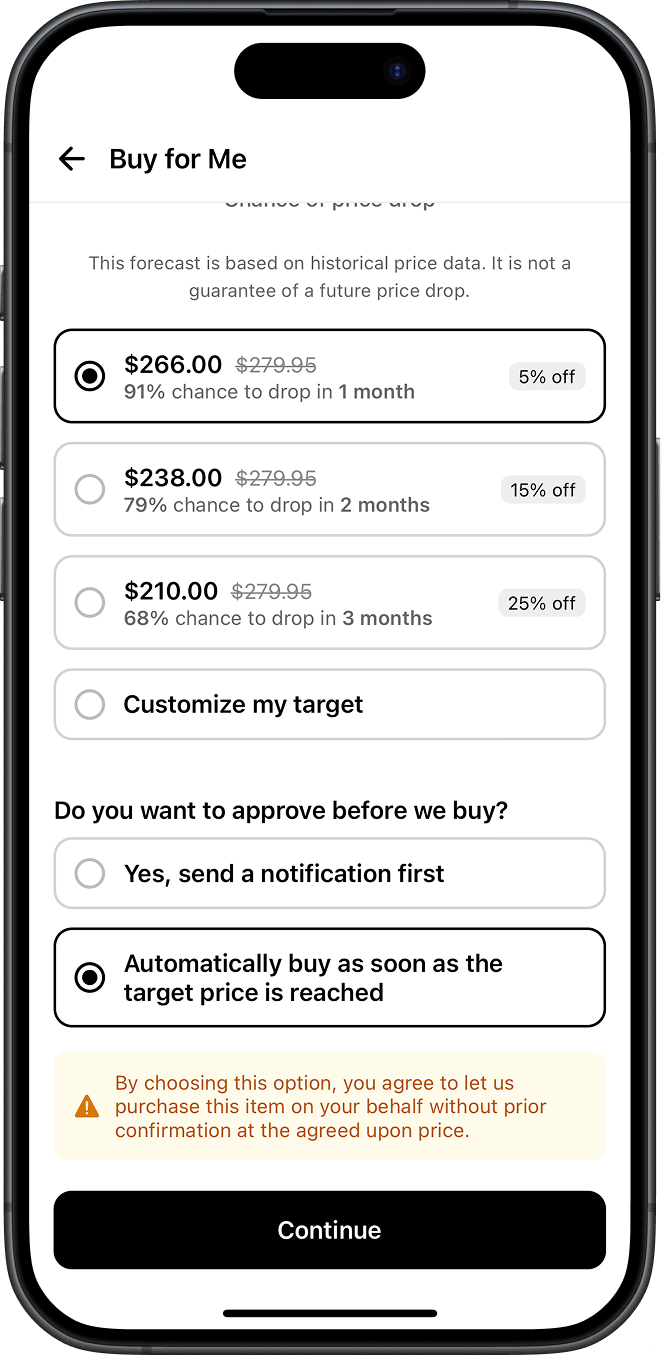 Buy for Me
Chance of price drop
This forecast is based on historical price data. It is not a
guarantee of a future price drop.
$266.00 $279.95
91% chance to drop in 1 month
5% off
$238.00 $279.95
79% chance to drop in 2 months
15% off
$210.00 $279.95
68% chance to drop in 3 months
25% off
Customize my target
Do you want to approve before we buy?
Yes, send a notification first
Automatically buy as soon as the
target price is reached
By choosing this option, you agree to let us
purchase this item on your behalf without prior
confirmation at the agreed upon price.
Continue